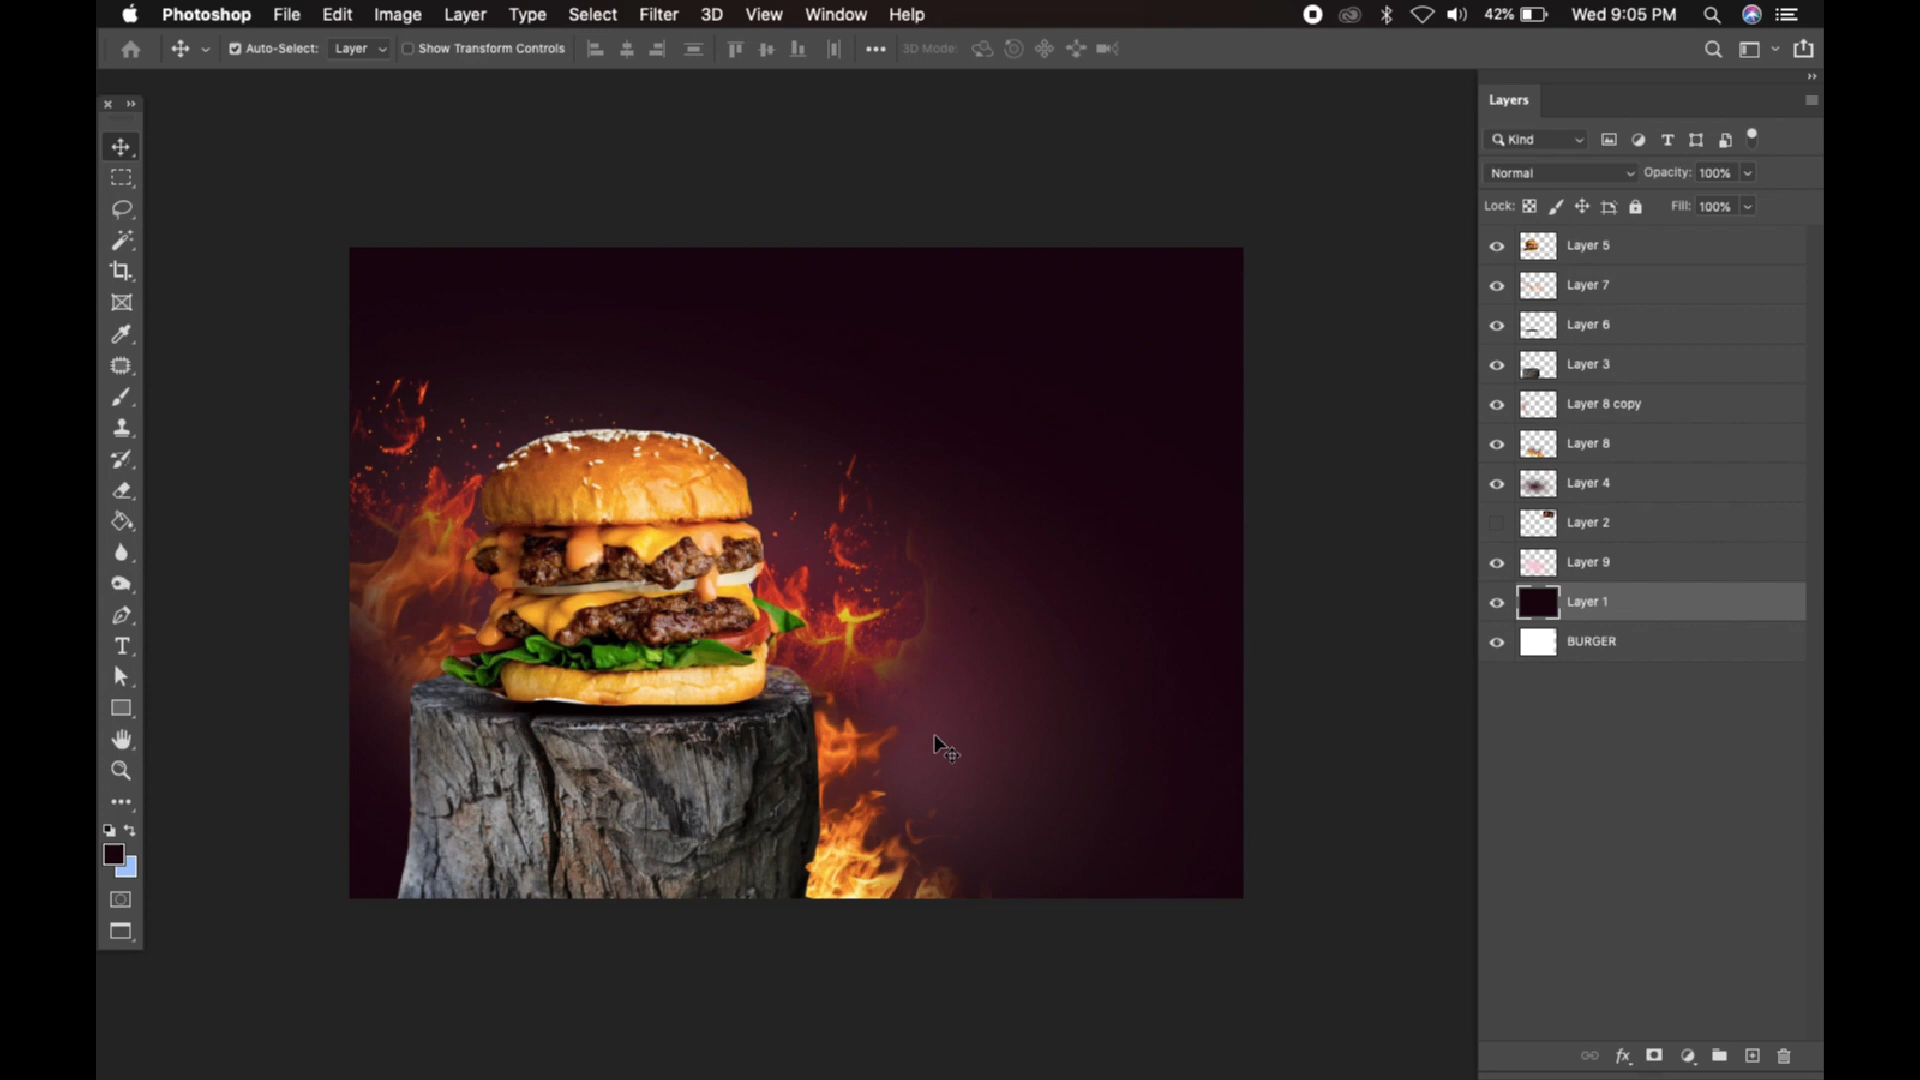 Photoshop File Edit Image Layer Type Select Filter 3D View Window Help 42% Wed 9:05 PM
Auto-Select: Layer Show Transform Controls 3D Mode:
Layers
Kind
Normal Opacity: 100%
Lock: Fill: 100%
Layer 5
Layer 7
Layer 6
Layer 3
Layer 8 copy
Layer 8
Layer 4
Layer 2
Layer 9
Layer 1
BURGER